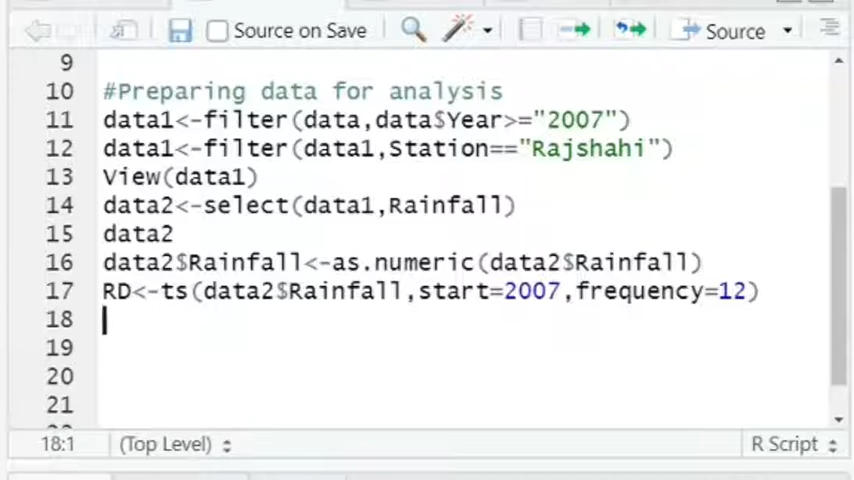 Source on Save
Source
9
10 #Preparing data for analysis
11 data1<-filter(data,data$Year>="2007")
12 data1<-filter(data1,Station=="Rajshahi")
13 View(data1)
14 data2<-select(data1,Rainfall)
15 data2
16 data2$Rainfall<-as.numeric(data2$Rainfall)
17 RD<-ts(data2$Rainfall,start=2007,frequency=12)
18
19
20
21
18:1 (Top Level) R Script